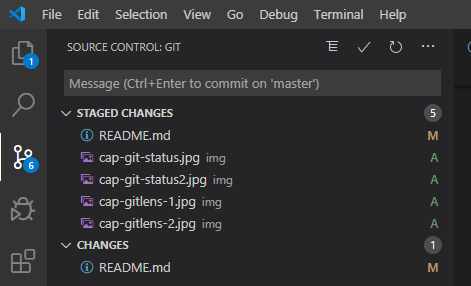 File Edit Selection View Go Debug Terminal Help
SOURCE CONTROL: GIT
1
Message (Ctrl+Enter to commit on 'master')
STAGED CHANGES 5
README.md M
cap-git-status.jpg img A
6
cap-git-status2.jpg img A
cap-gitlens-1.jpg img A
cap-gitlens-2.jpg img A
CHANGES 1
README.md M